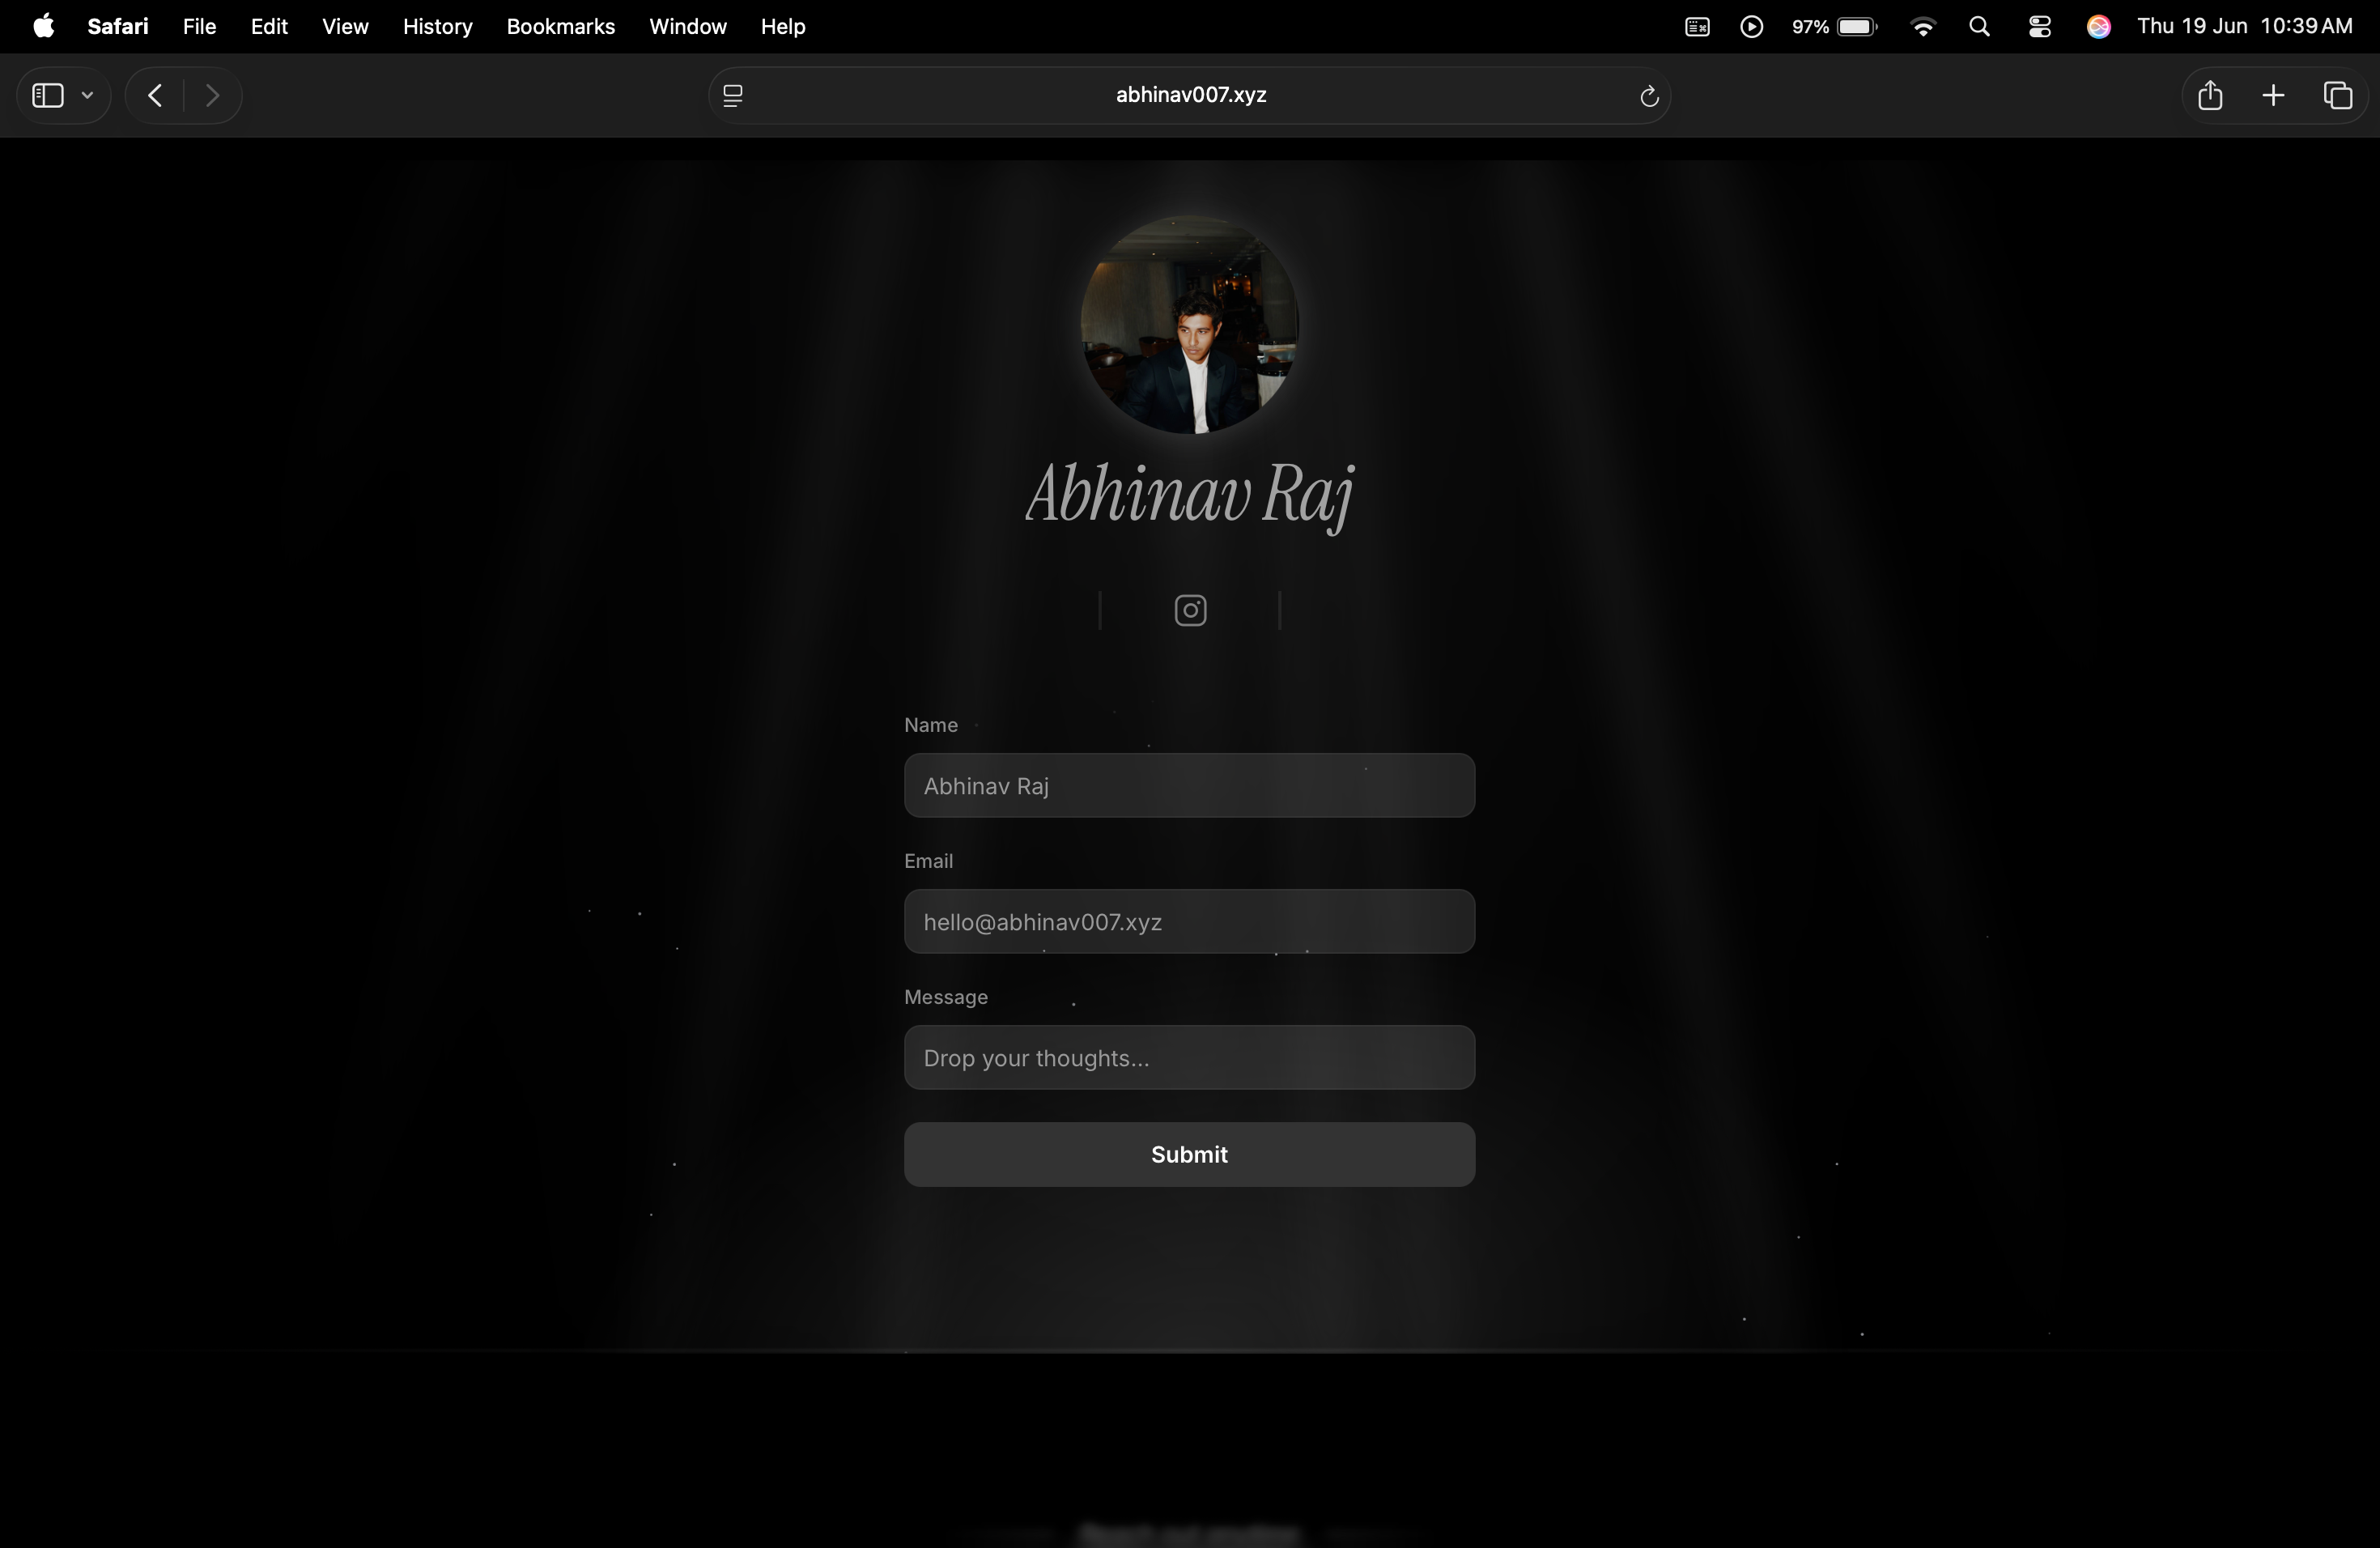 Safari File Edit View History Bookmarks Window Help 97% Thu 19 Jun 10:39 AM
abhinav007.xyz
Abhinav Raj
Name
Abhinav Raj
Email
hello@abhinav007.xyz
Message
Drop your thoughts...
Submit